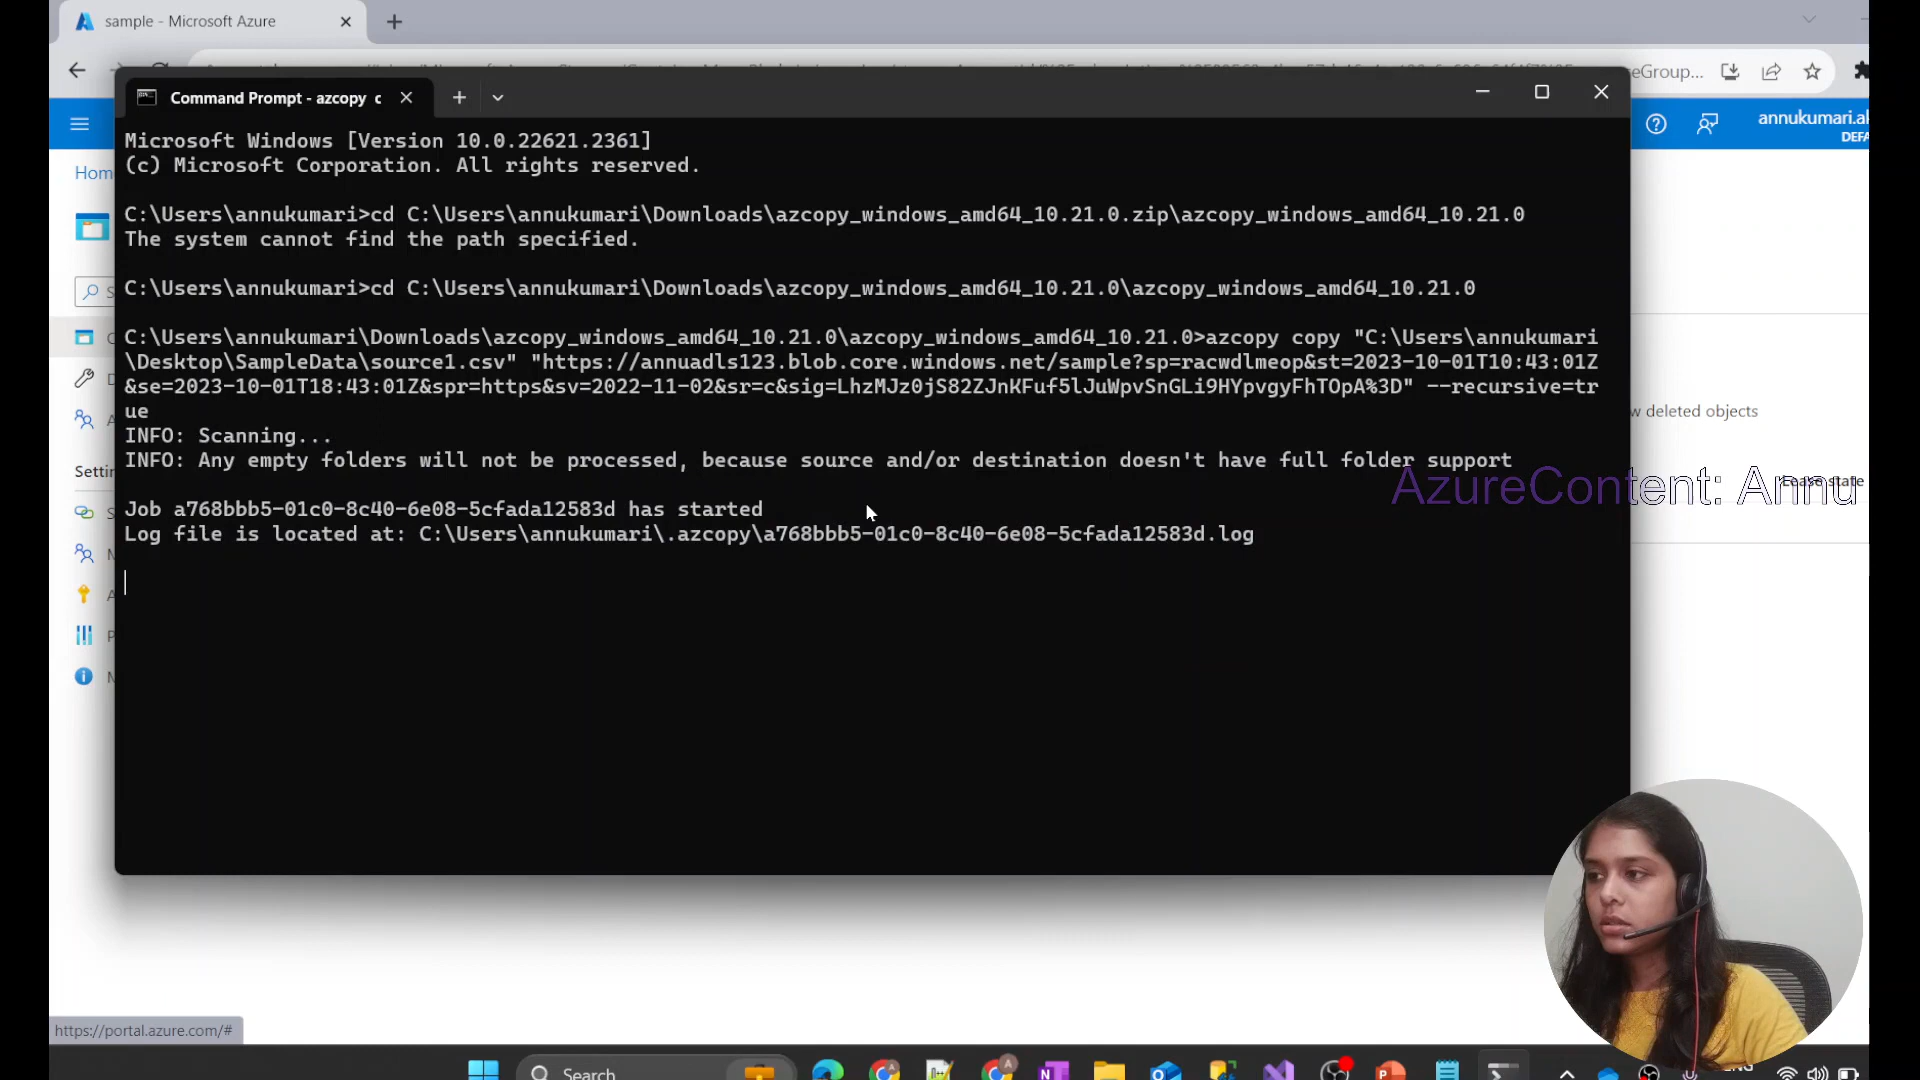 sample - Microsoft Azure
eGroup...
Command Prompt - azcopy c
annukumari.a
DEFA
Hom
Microsoft Windows [Version 10.0.22621.2361]
(c) Microsoft Corporation. All rights reserved.
C:\Users\annukumari>cd C:\Users\annukumari\Downloads\azcopy_windows_amd64_10.21.0.zip\azcopy_windows_amd64_10.21.0
The system cannot find the path specified.
C:\Users\annukumari>cd C:\Users\annukumari\Downloads\azcopy_windows_amd64_10.21.0\azcopy_windows_amd64_10.21.0
C:\Users\annukumari\Downloads\azcopy_windows_amd64_10.21.0\azcopy_windows_amd64_10.21.0>azcopy copy "C:\Users\annukumari
\Desktop\SampleData\source1.csv" "https://annuadls123.blob.core.windows.net/sample?sp=racwdlmeop&st=2023-10-01T10:43:01Z
&se=2023-10-01T18:43:01Z&spr=https&sv=2022-11-02&sr=c&sig=LhzMJz0jS82ZJnKFuf5lJuWpvSnGLi9HYpvgyFhTOpA%3D" --recursive=tr
ue
INFO: Scanning...
INFO: Any empty folders will not be processed, because source and/or destination doesn't have full folder support
Job a768bbb5-01c0-8c40-6e08-5cfada12583d has started
Log file is located at: C:\Users\annukumari\.azcopy\a768bbb5-01c0-8c40-6e08-5cfada12583d.log
w deleted objects
Lease state
AzureContent: Annu
Settin
https://portal.azure.com/#
Search